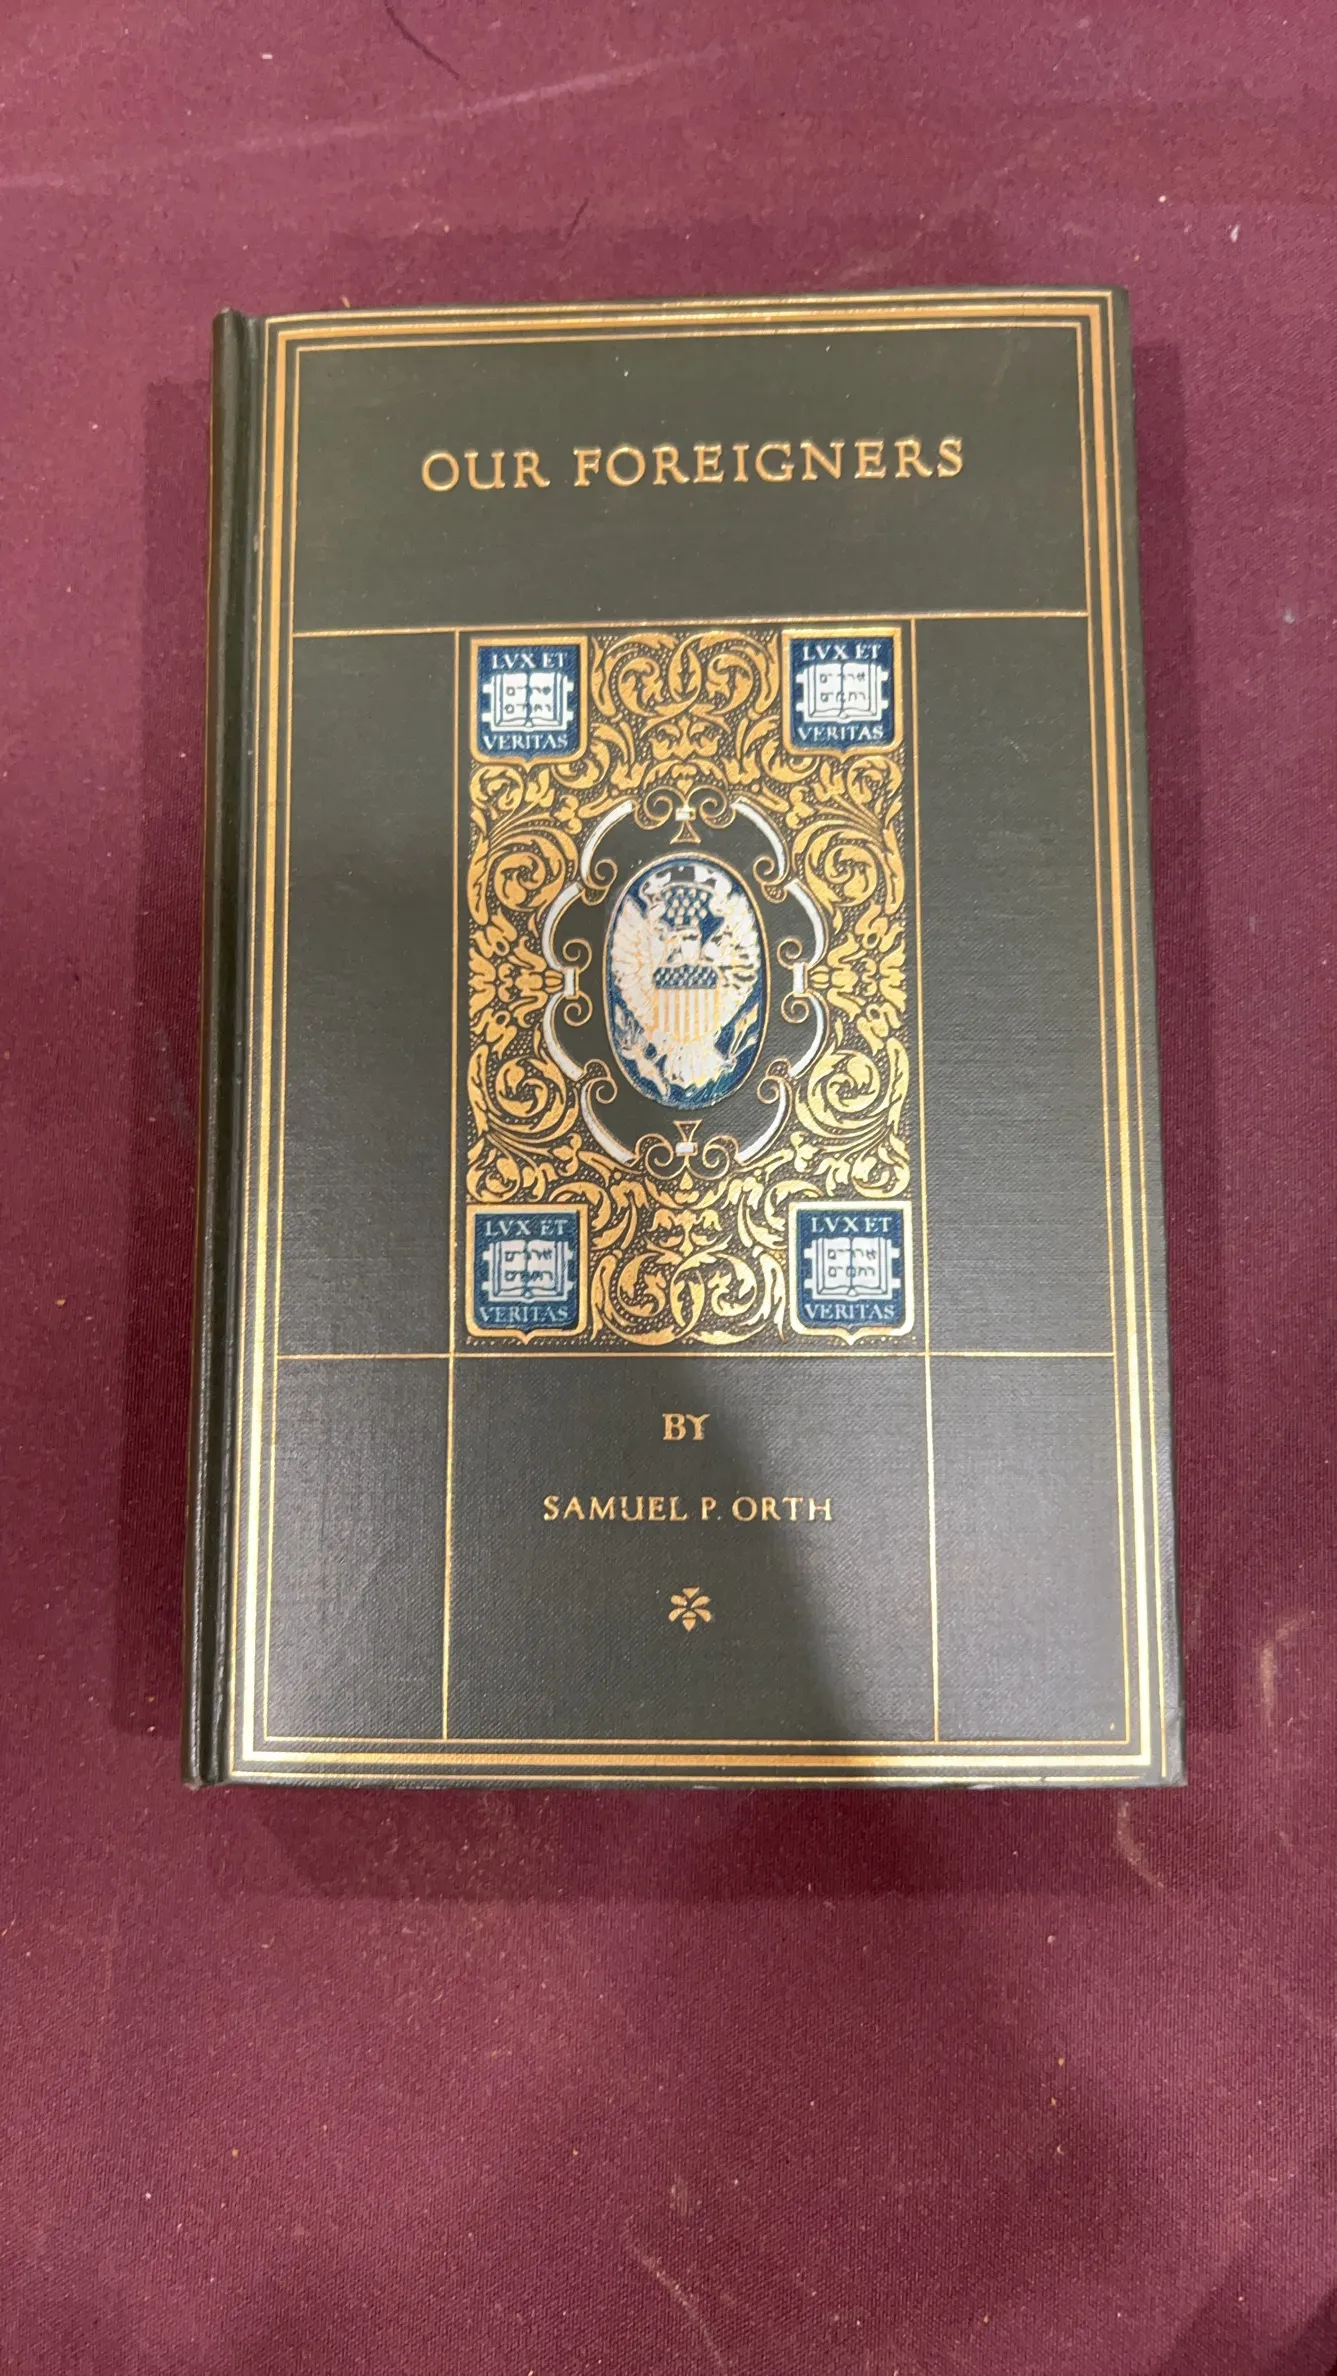 OUR FOREIGNERS
LVX ET
VERITAS
LVX ET
VERITAS
LVX ET
VERITAS
LVX ET
VERITAS
BY
SAMUEL P. ORTH